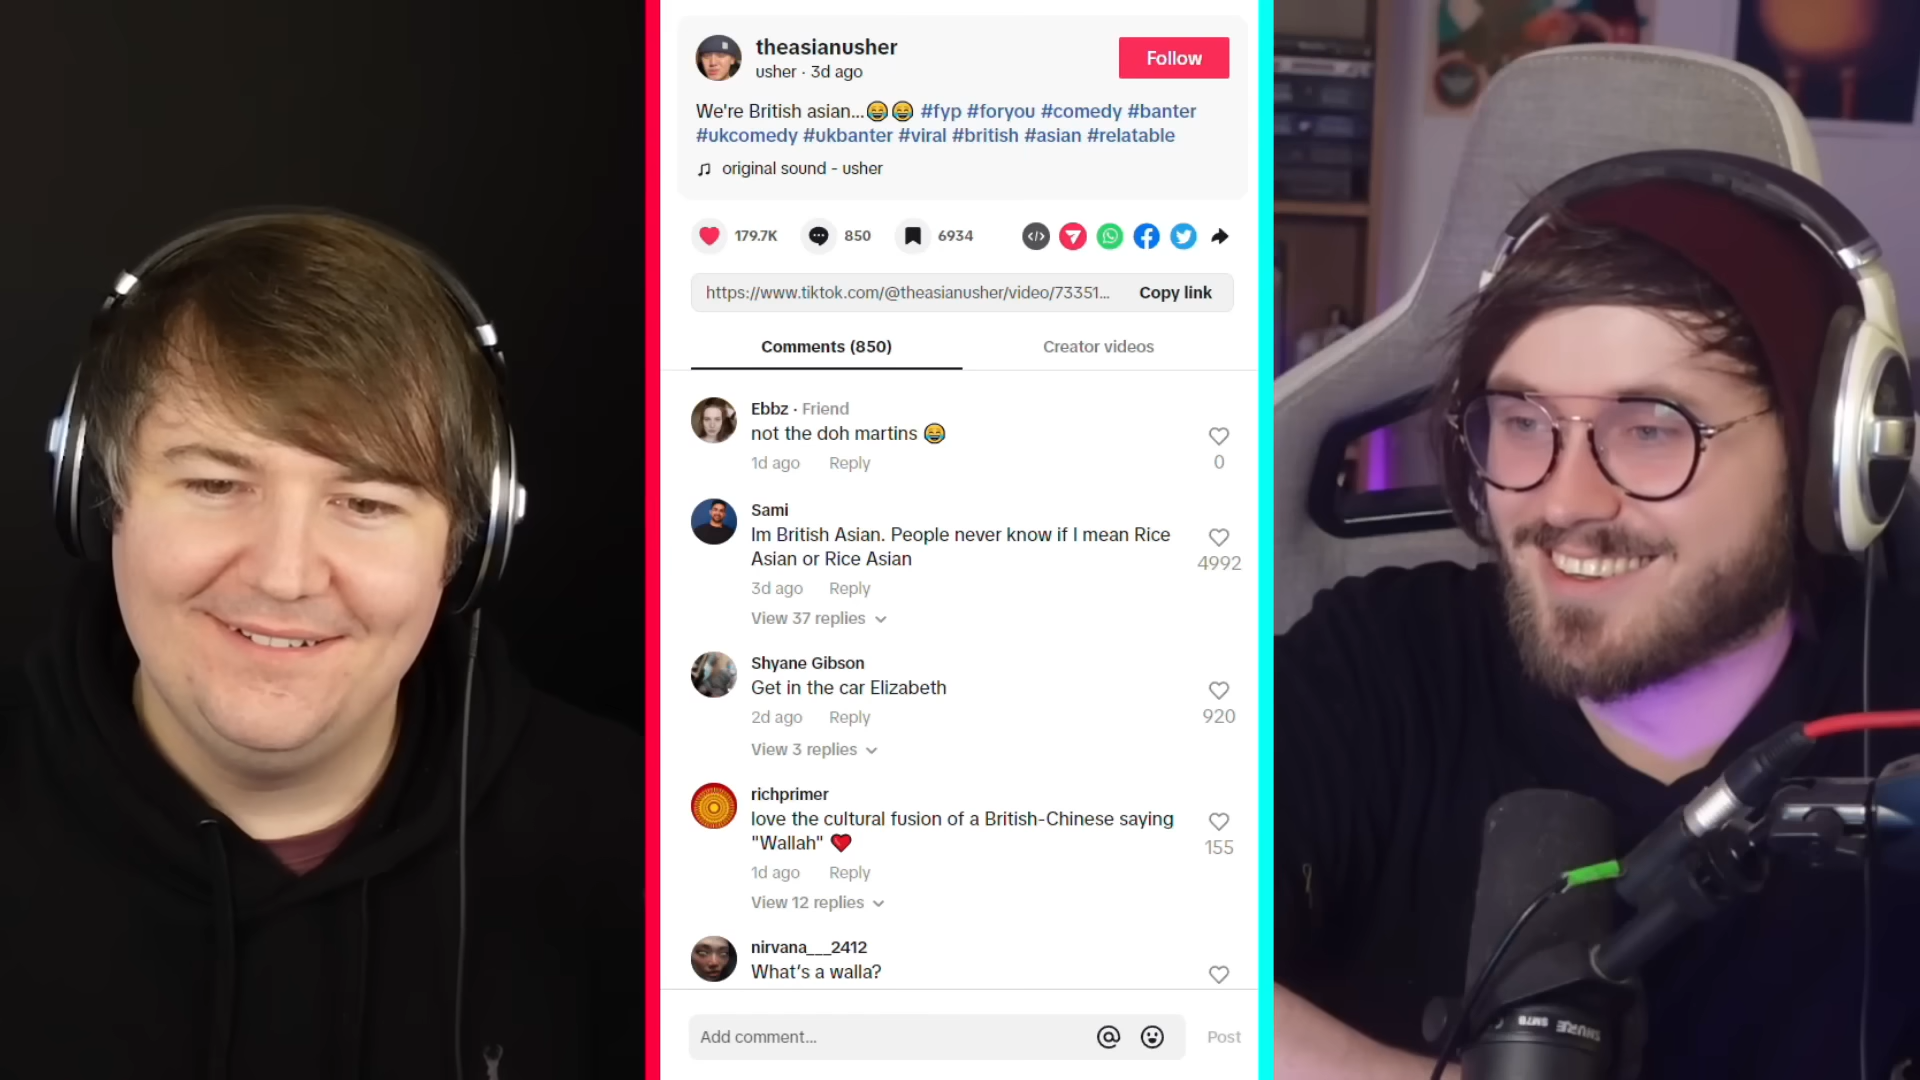 theasianusher
usher · 3d ago
Follow
We're British asian...😂😂 #fyp #foryou #comedy #banter
#ukcomedy #ukbanter #viral #british #asian #relatable
original sound - usher
179.7K
850
6934
https://www.tiktok.com/@theasianusher/video/73351...
Copy link
Comments (850)
Creator videos
Ebbz · Friend
not the doh martins 😂
1d ago
Reply
0
Sami
Im British Asian. People never know if I mean Rice
Asian or Rice Asian
3d ago
Reply
4992
View 37 replies
Shyane Gibson
Get in the car Elizabeth
2d ago
Reply
920
View 3 replies
richprimer
love the cultural fusion of a British-Chinese saying
"Wallah" ❤️
1d ago
Reply
155
View 12 replies
nirvana___2412
What's a walla?
Add comment...
Post
SHURE SM7B